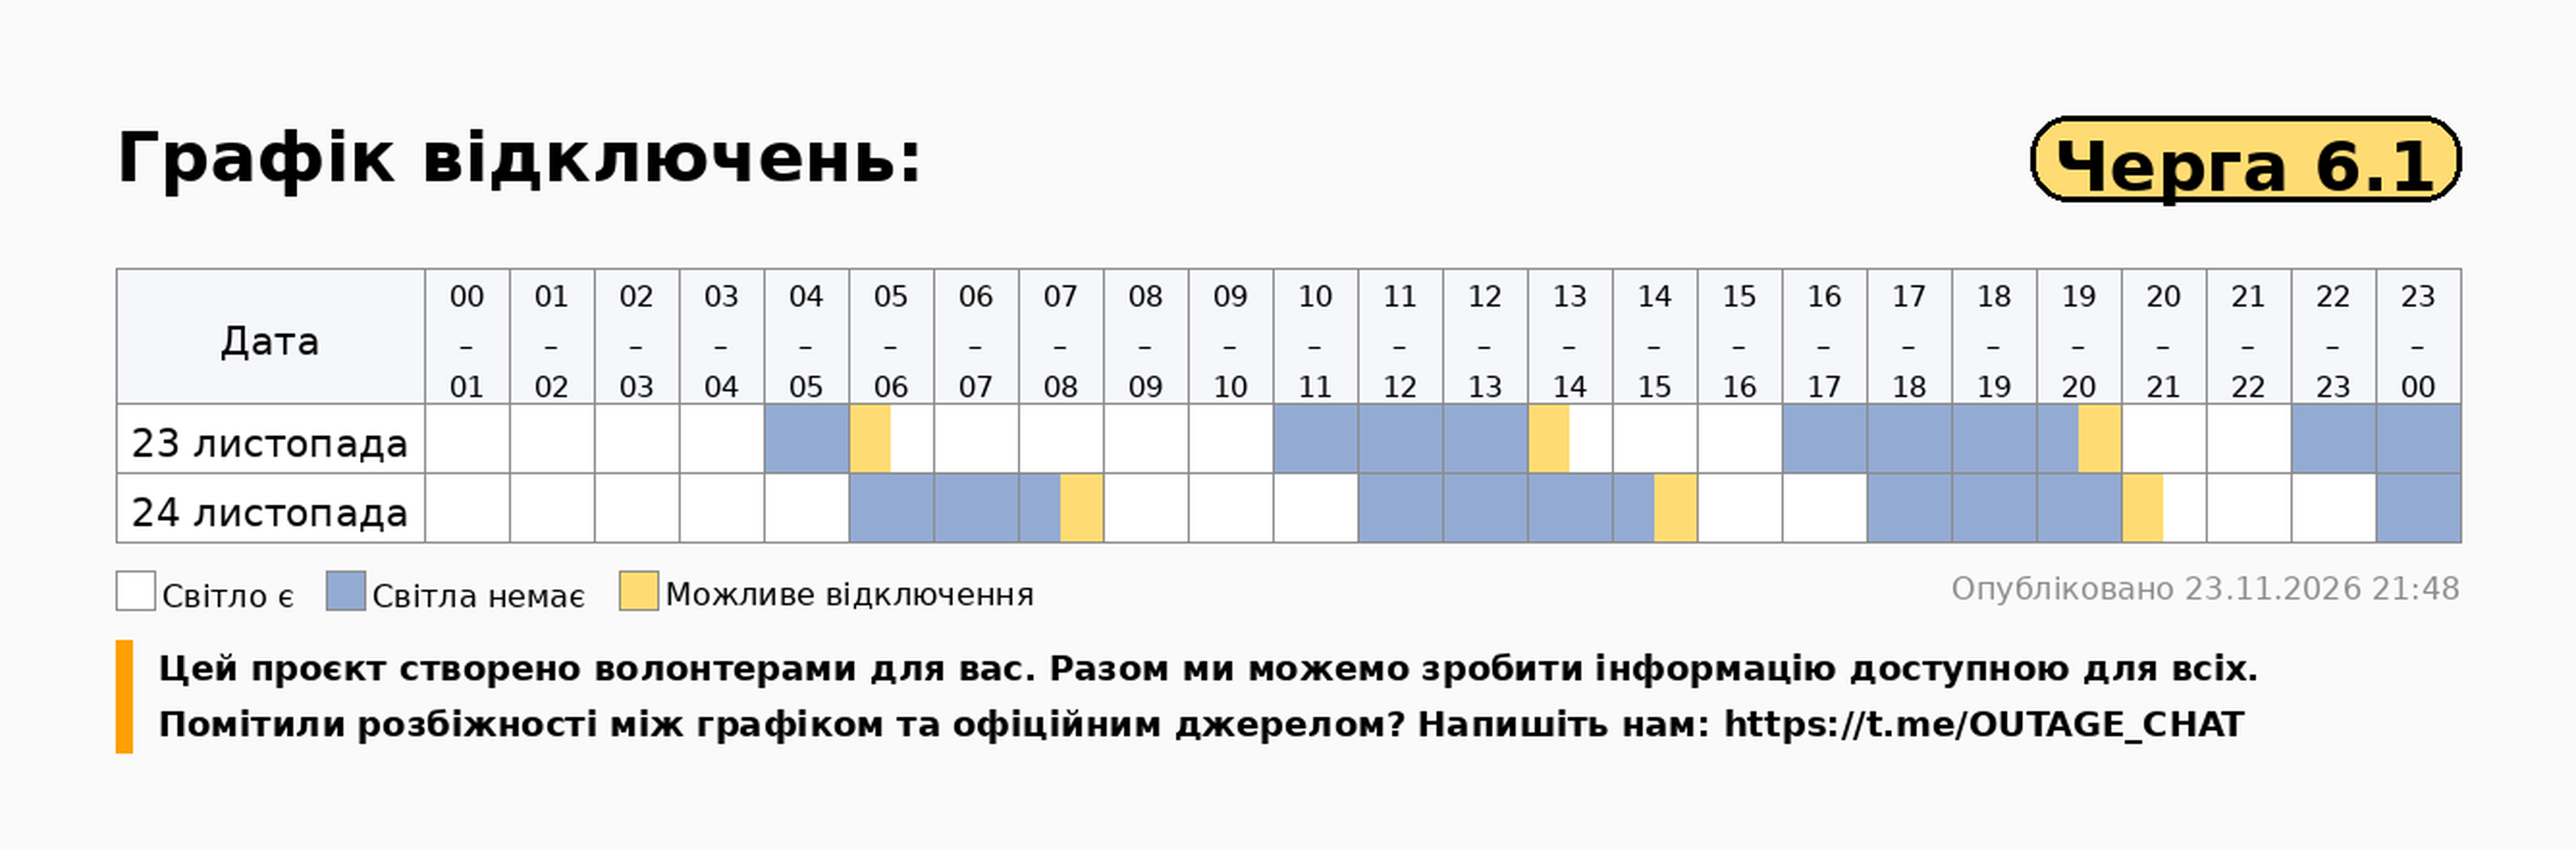 Графік відключень:
Черга 6.1
Дата 00 – 01 01 – 02 02 – 03 03 – 04 04 – 05 05 – 06 06 – 07 07 – 08 08 – 09 09 – 10 10 – 11 11 – 12 12 – 13 13 – 14 14 – 15 15 – 16 16 – 17 17 – 18 18 – 19 19 – 20 20 – 21 21 – 22 22 – 23 23 – 00
23 листопада
24 листопада
Світло є Світла немає Можливе відключення
Опубліковано 23.11.2026 21:48
Цей проєкт створено волонтерами для вас. Разом ми можемо зробити інформацію доступною для всіх.
Помітили розбіжності між графіком та офіційним джерелом? Напишіть нам: https://t.me/OUTAGE_CHAT